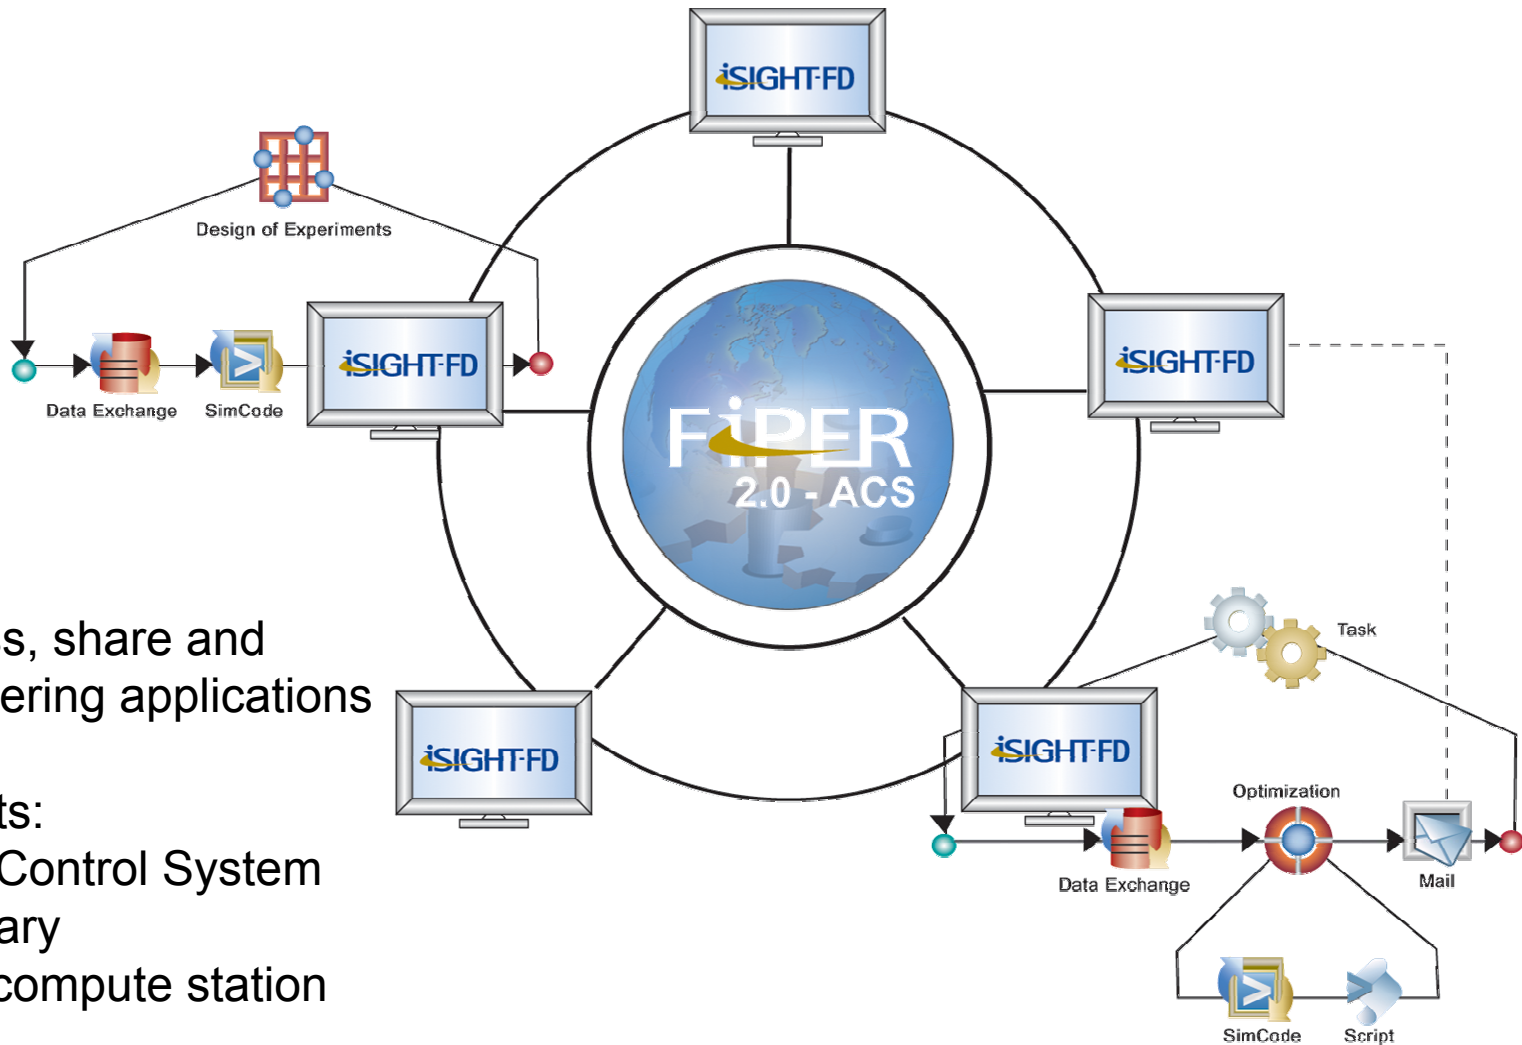 iSIGHT-FD
Design of Experiments
Data Exchange
SimCode
iSIGHT-FD
iSIGHT-FD
FiPER
2.0 - ACS
s, share and
ering applications
ts:
Control System
ary
compute station
iSIGHT-FD
iSIGHT-FD
Task
Optimization
Data Exchange
Mail
SimCode
Script